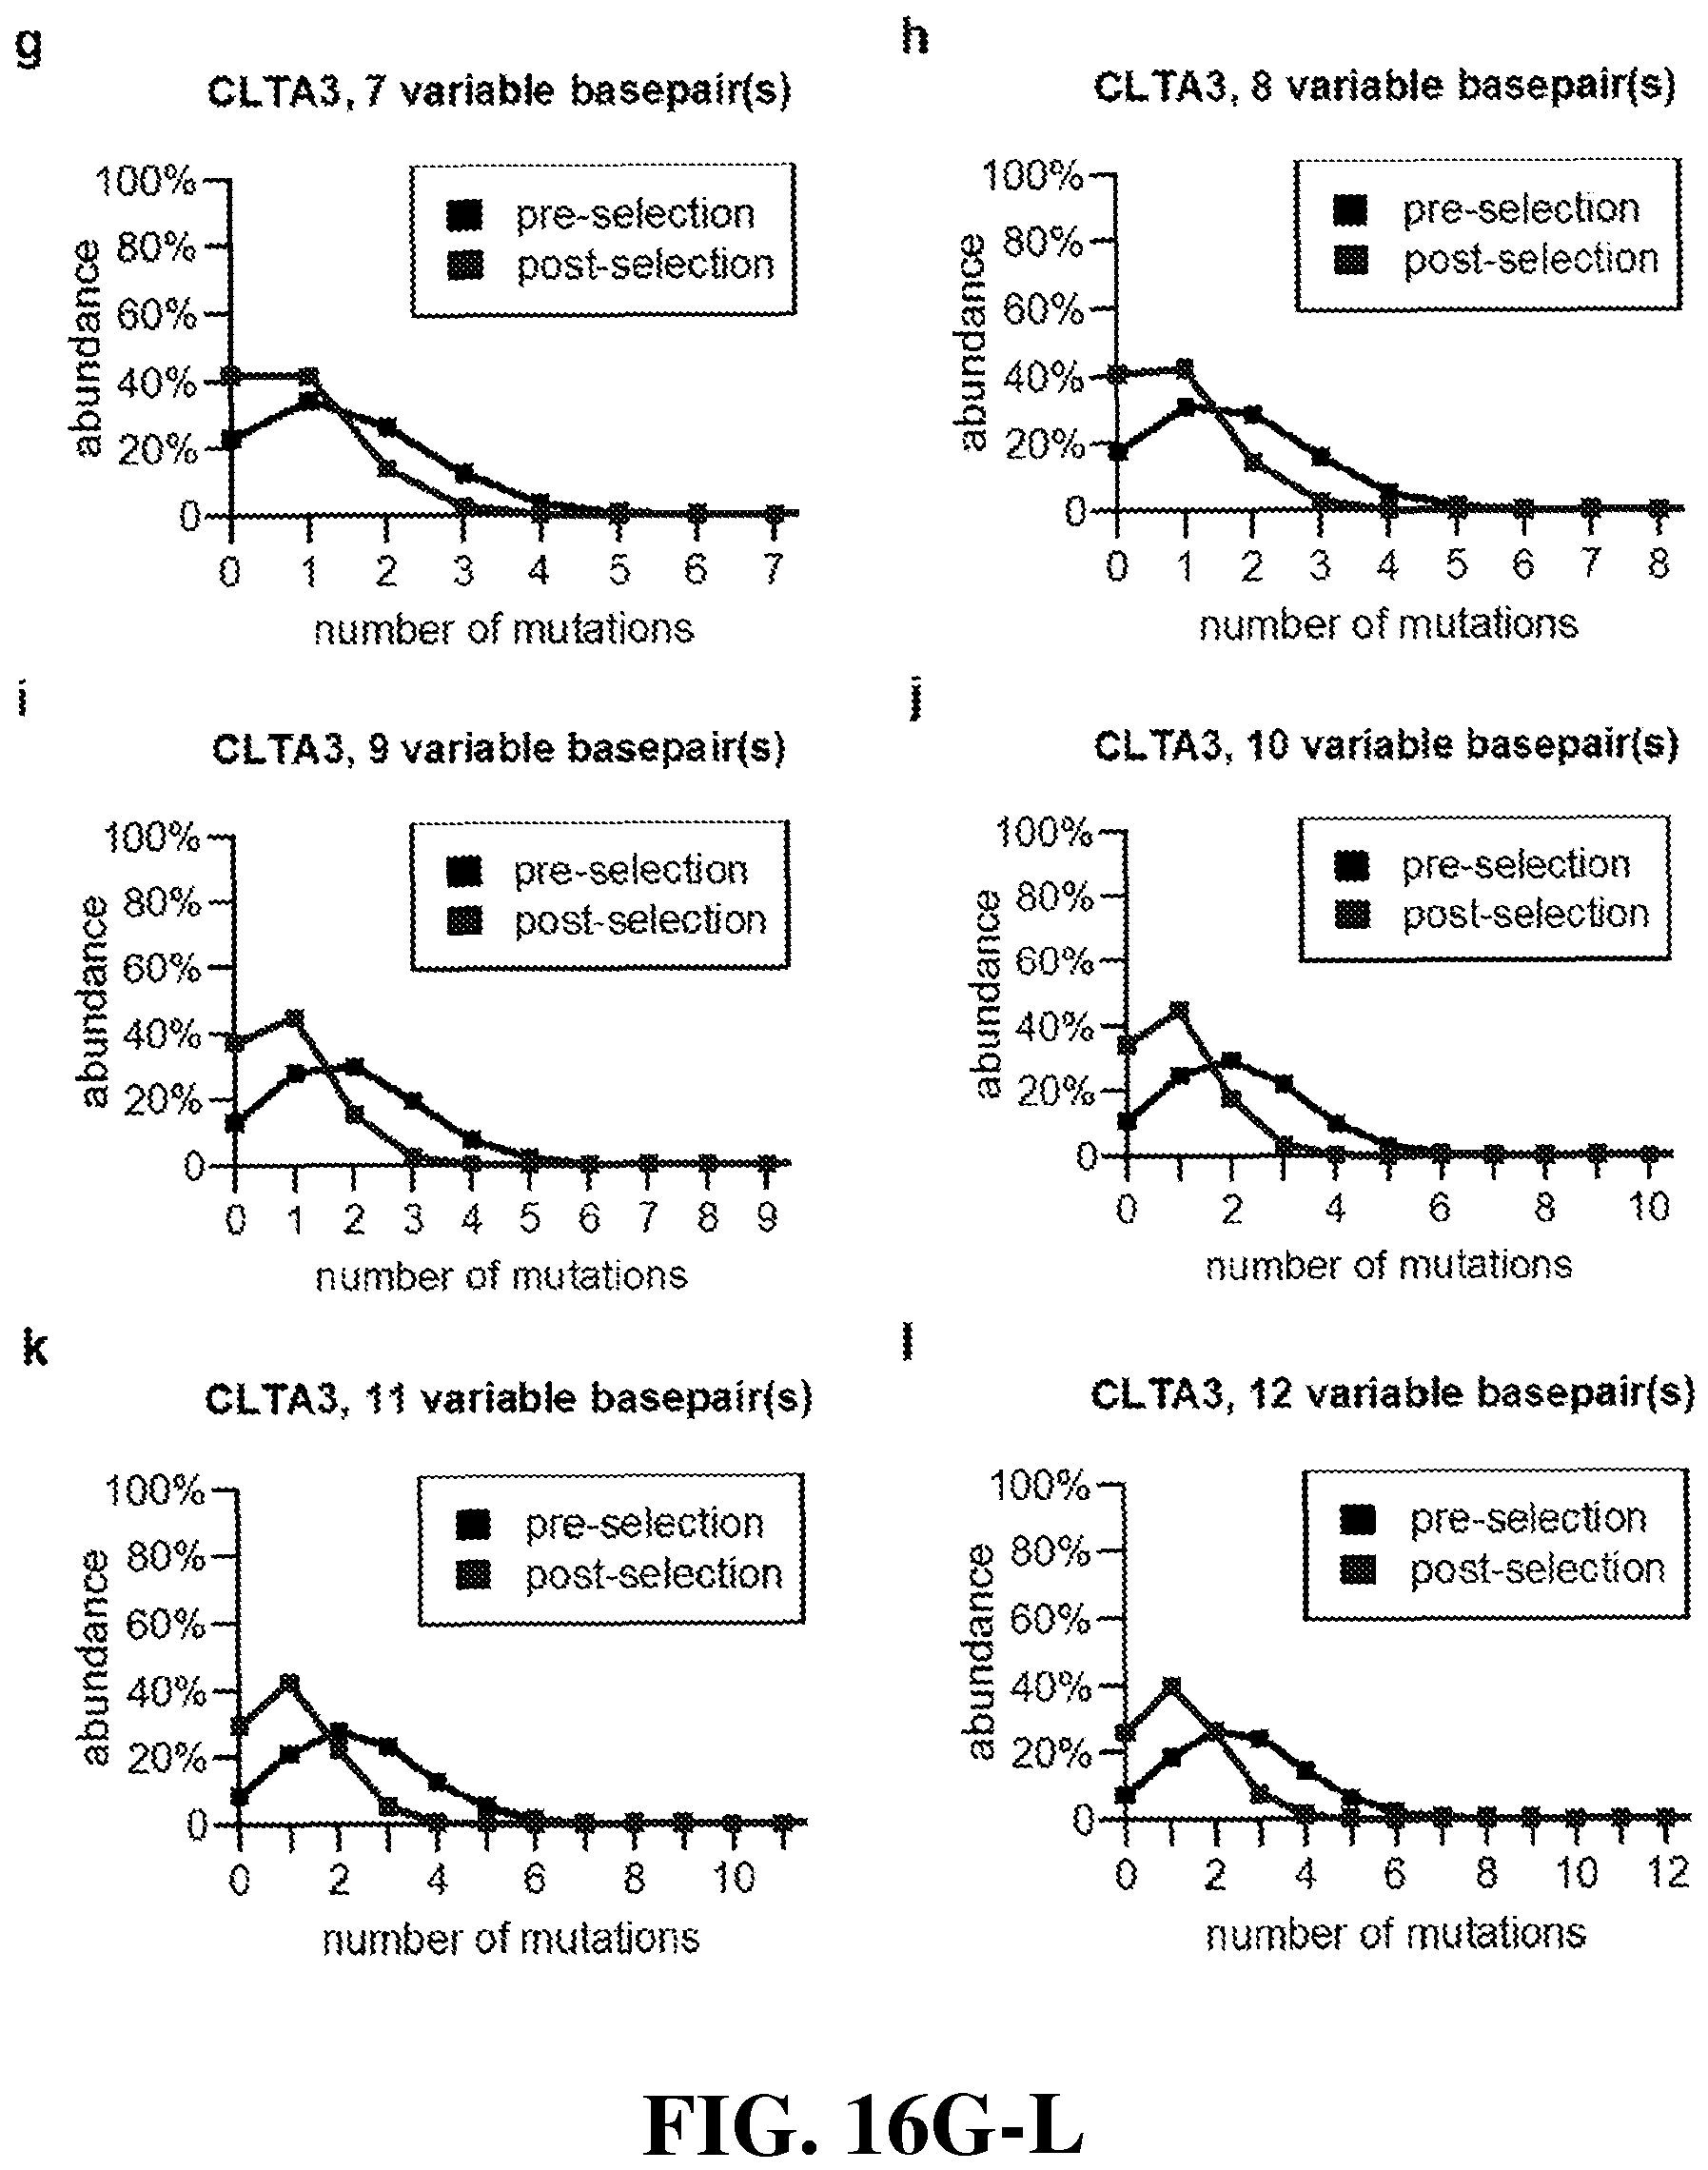 g
CLTA3, 7 variable basepair(s)
100%
80%
60%
40%
20%
0
abundance
pre-selection
post-selection
0 1 2 3 4 5 6 7
number of mutations
h
CLTA3, 8 variable basepair(s)
100%
80%
60%
40%
20%
0
abundance
pre-selection
post-selection
0 1 2 3 4 5 6 7 8
number of mutations
i
CLTA3, 9 variable basepair(s)
100%
80%
60%
40%
20%
0
abundance
pre-selection
post-selection
0 1 2 3 4 5 6 7 8 9
number of mutations
j
CLTA3, 10 variable basepair(s)
100%
80%
60%
40%
20%
0
abundance
pre-selection
post-selection
0 2 4 6 8 10
number of mutations
k
CLTA3, 11 variable basepair(s)
100%
80%
60%
40%
20%
0
abundance
pre-selection
post-selection
0 2 4 6 8 10
number of mutations
l
CLTA3, 12 variable basepair(s)
100%
80%
60%
40%
20%
0
abundance
pre-selection
post-selection
0 2 4 6 8 10 12
number of mutations
FIG. 16G-L